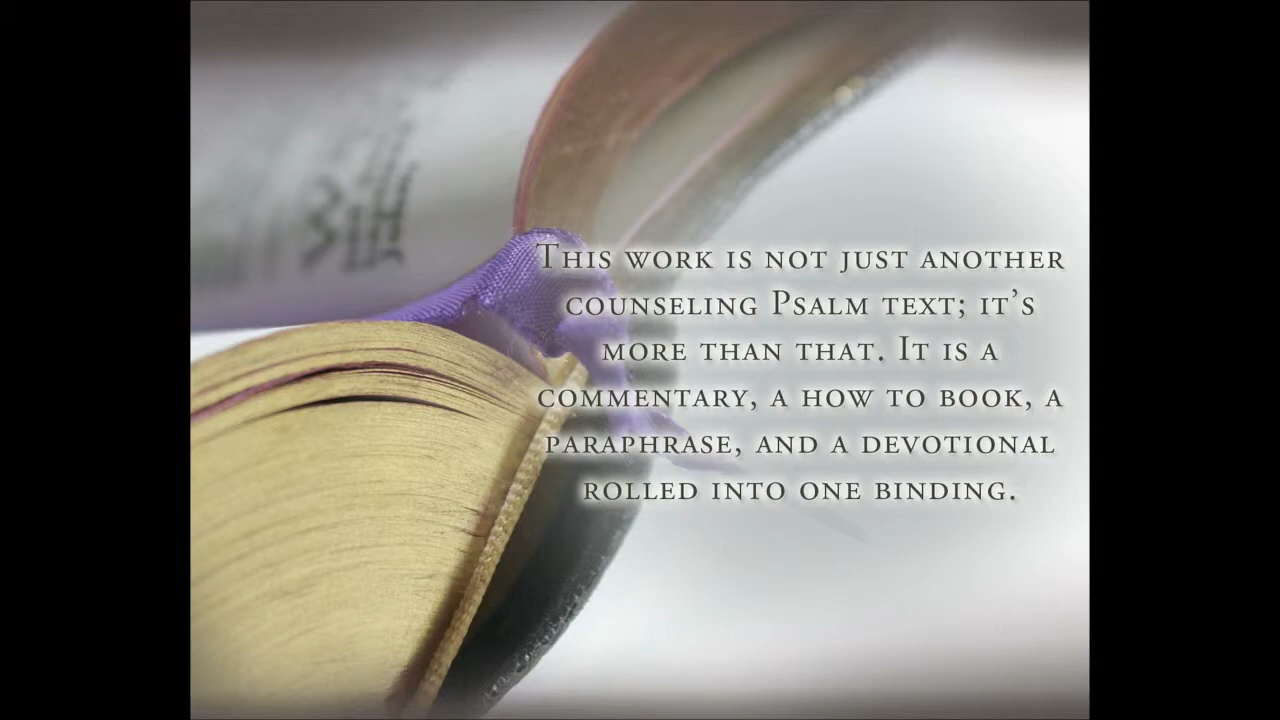 This work is not just another
counseling Psalm text; it's
more than that. It is a
commentary, a how to book, a
paraphrase, and a devotional
rolled into one binding.